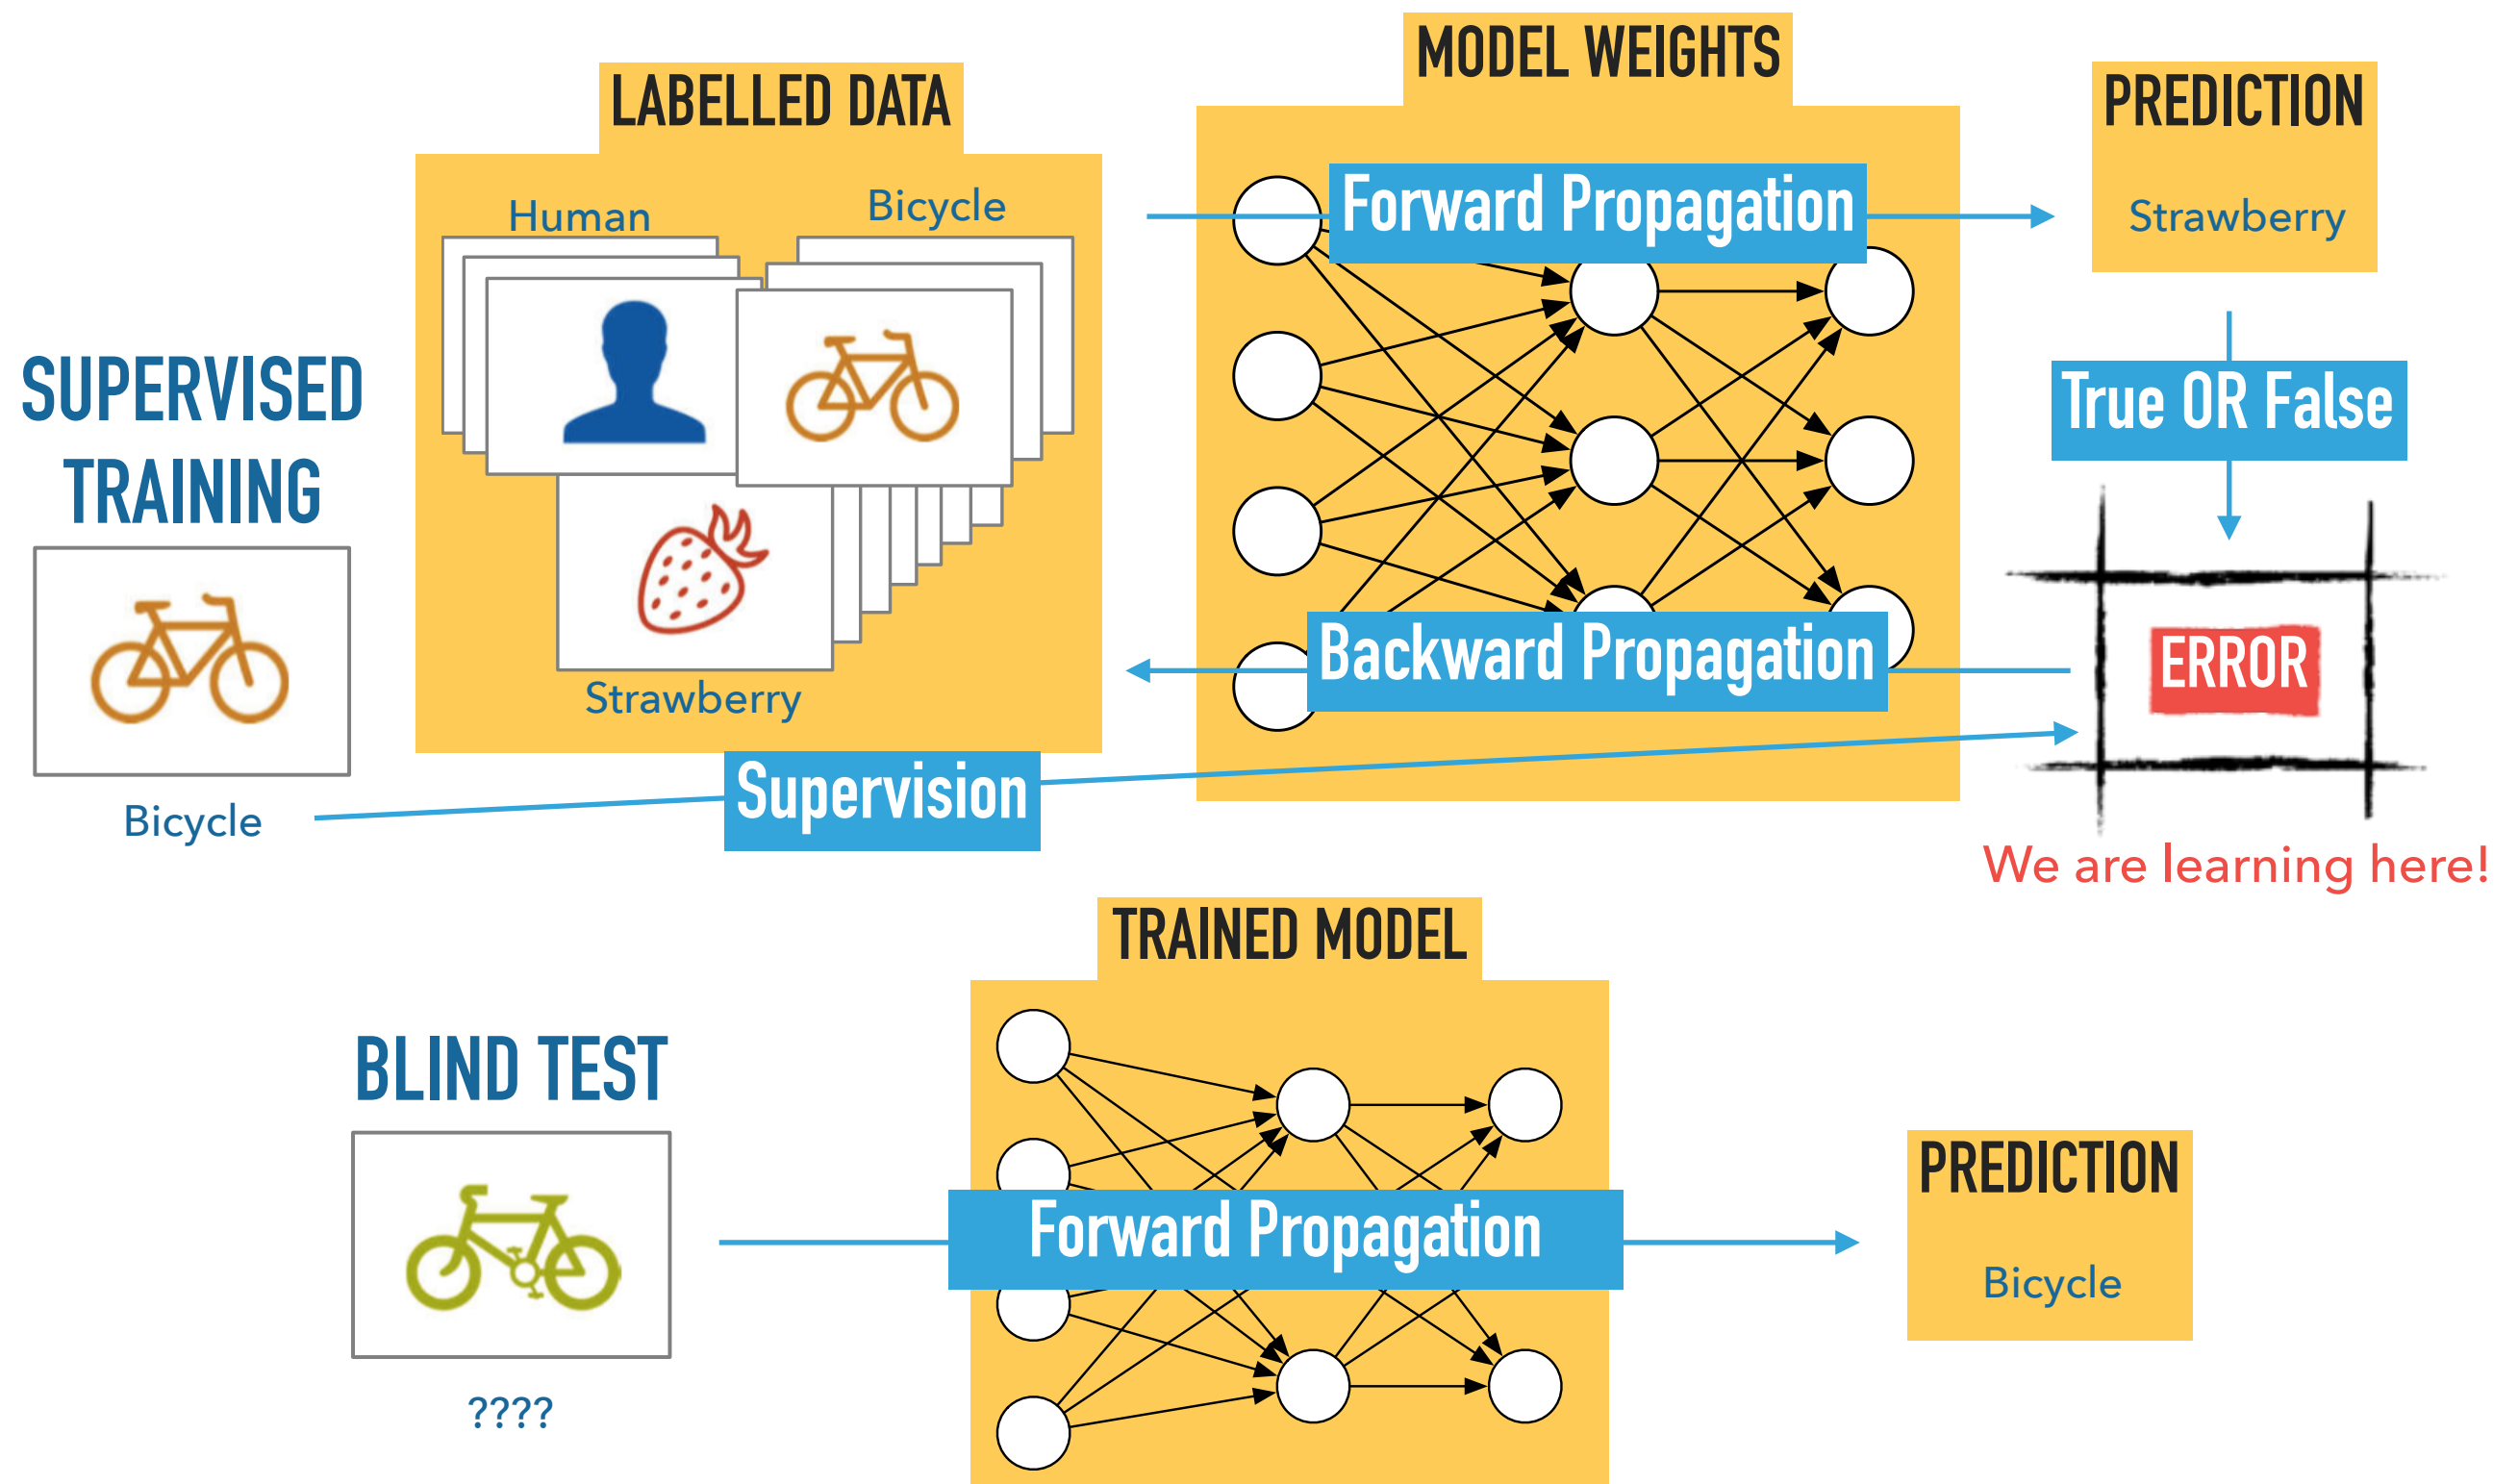 MODEL WEIGHTS
LABELLED DATA
PREDICTION
Human
Bicycle
Forward Propagation
Strawberry
SUPERVISED
TRAINING
True OR False
Backward Propagation
ERROR
Strawberry
Supervision
Bicycle
We are learning here!
TRAINED MODEL
BLIND TEST
PREDICTION
Forward Propagation
Bicycle
????